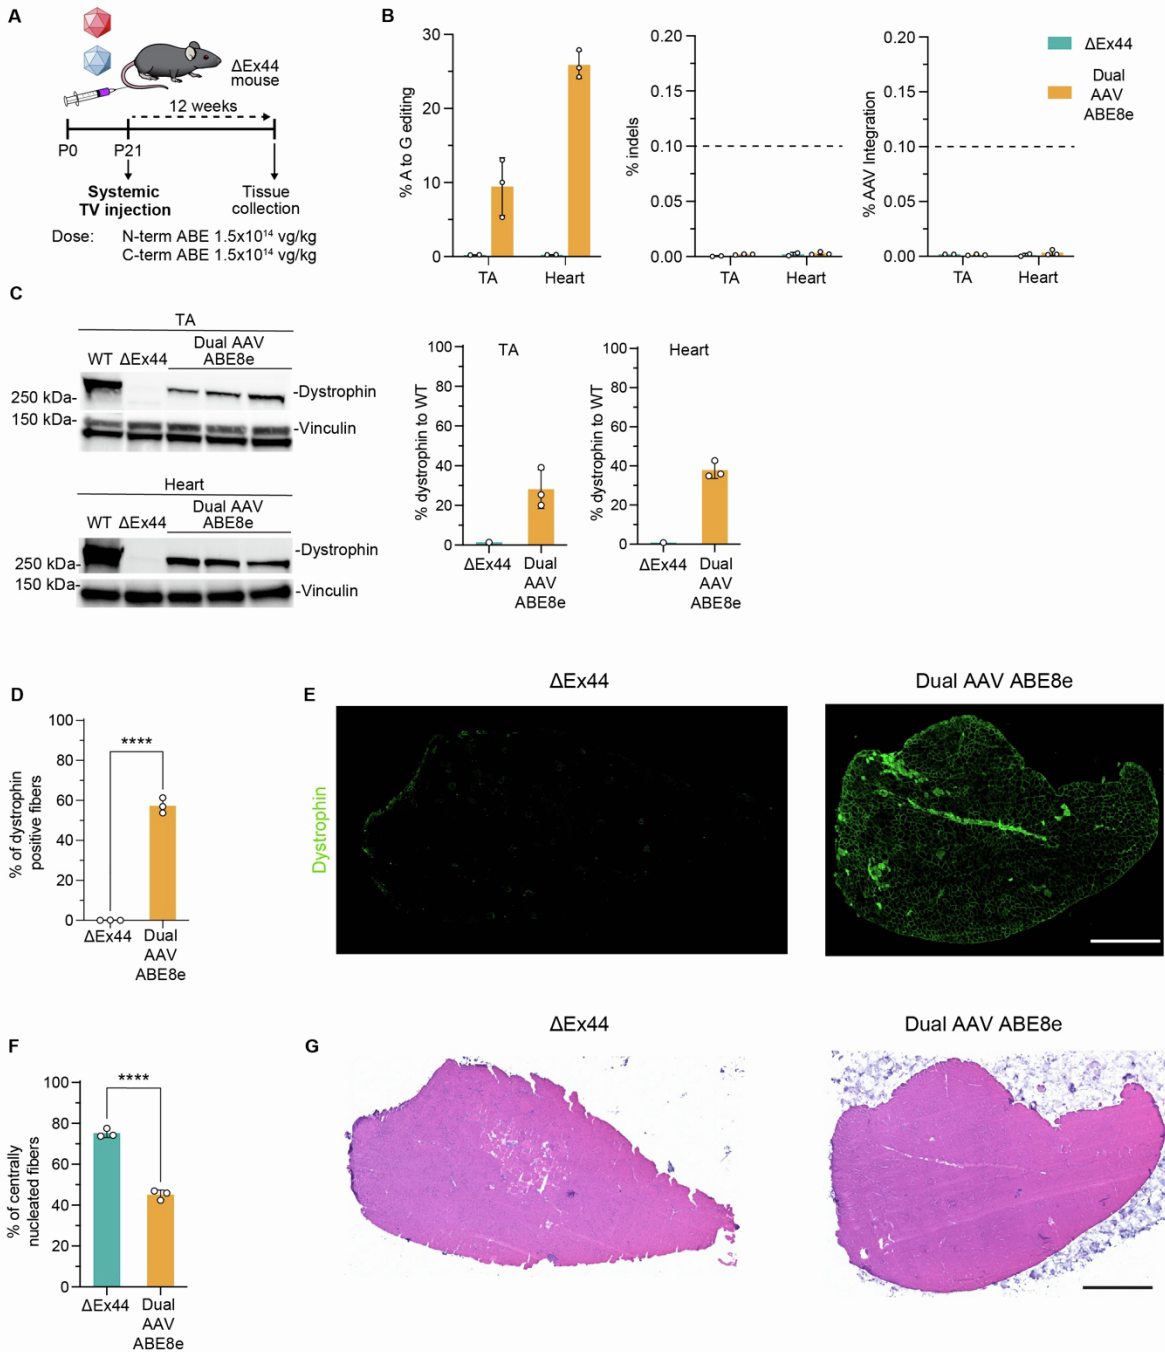 A
ΔEx44
mouse
12 weeks
P0
P21
Systemic
TV injection
Tissue
collection
Dose:
N-term ABE 1.5x10¹⁴ vg/kg
C-term ABE 1.5x10¹⁴ vg/kg
B
% A to G editing
30
20
10
0
TA
Heart
% indels
0.20
0.15
0.10
0.05
0.00
TA
Heart
% AAV Integration
0.20
0.15
0.10
0.05
0.00
TA
Heart
ΔEx44
Dual
AAV
ABE8e
C
TA
Dual AAV
ABE8e
WT ΔEx44
250 kDa-
-Dystrophin
150 kDa-
-Vinculin
Heart
Dual AAV
ABE8e
WT ΔEx44
-Dystrophin
250 kDa-
150 kDa-
-Vinculin
% dystrophin to WT
100
80
60
40
20
0
TA
ΔEx44
Dual
AAV
ABE8e
% dystrophin to WT
100
80
60
40
20
0
Heart
ΔEx44
Dual
AAV
ABE8e
D
% of dystrophin
positive fibers
100
80
60
40
20
0
****
ΔEx44
Dual
AAV
ABE8e
E
ΔEx44
Dual AAV ABE8e
Dystrophin
F
% of centrally
nucleated fibers
100
80
60
40
20
0
****
ΔEx44
Dual
AAV
ABE8e
G
ΔEx44
Dual AAV ABE8e